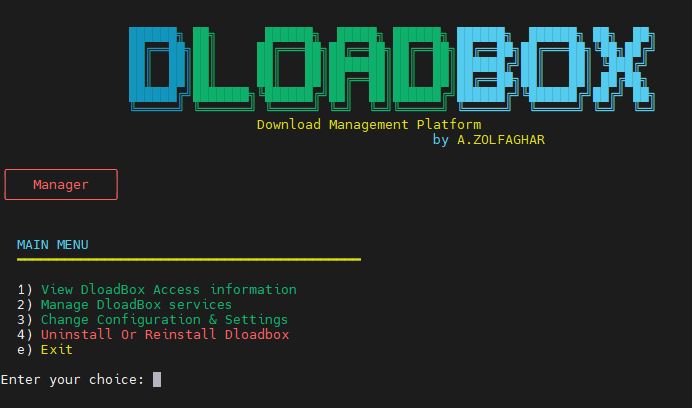 DLOADBOX
Download Management Platform
by A.ZOLFAGHAR
Manager
MAIN MENU
1) View DloadBox Access information
2) Manage DloadBox services
3) Change Configuration & Settings
4) Uninstall Or Reinstall Dloadbox
e) Exit
Enter your choice: